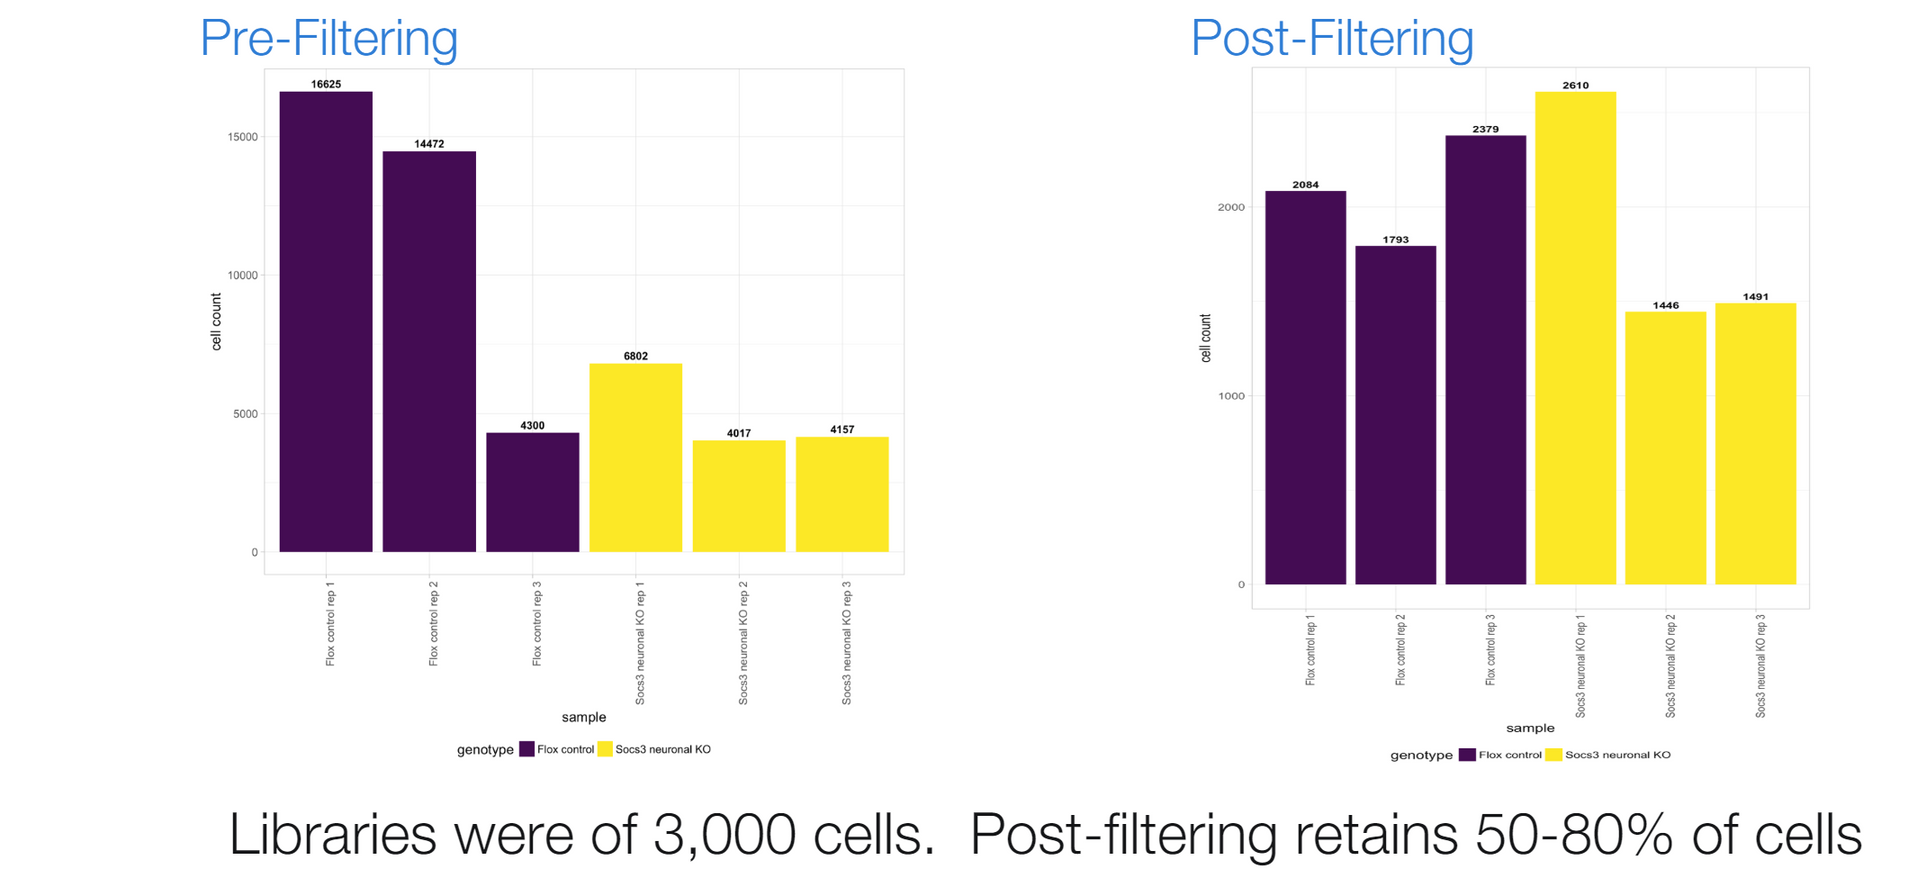 Pre-Filtering
16625
14472
4300
6802
4017
4157
15000
10000
5000
0
cell count
Flox control rep 1
Flox control rep 2
Flox control rep 3
Socs3 neuronal KO rep 1
Socs3 neuronal KO rep 2
Socs3 neuronal KO rep 3
sample
genotype Flox control Socs3 neuronal KO
Post-Filtering
2084
1793
2379
2610
1446
1491
2000
1000
0
cell count
Flox control rep 1
Flox control rep 2
Flox control rep 3
Socs3 neuronal KO rep 1
Socs3 neuronal KO rep 2
Socs3 neuronal KO rep 3
sample
genotype Flox control Socs3 neuronal KO
Libraries were of 3,000 cells. Post-filtering retains 50-80% of cells